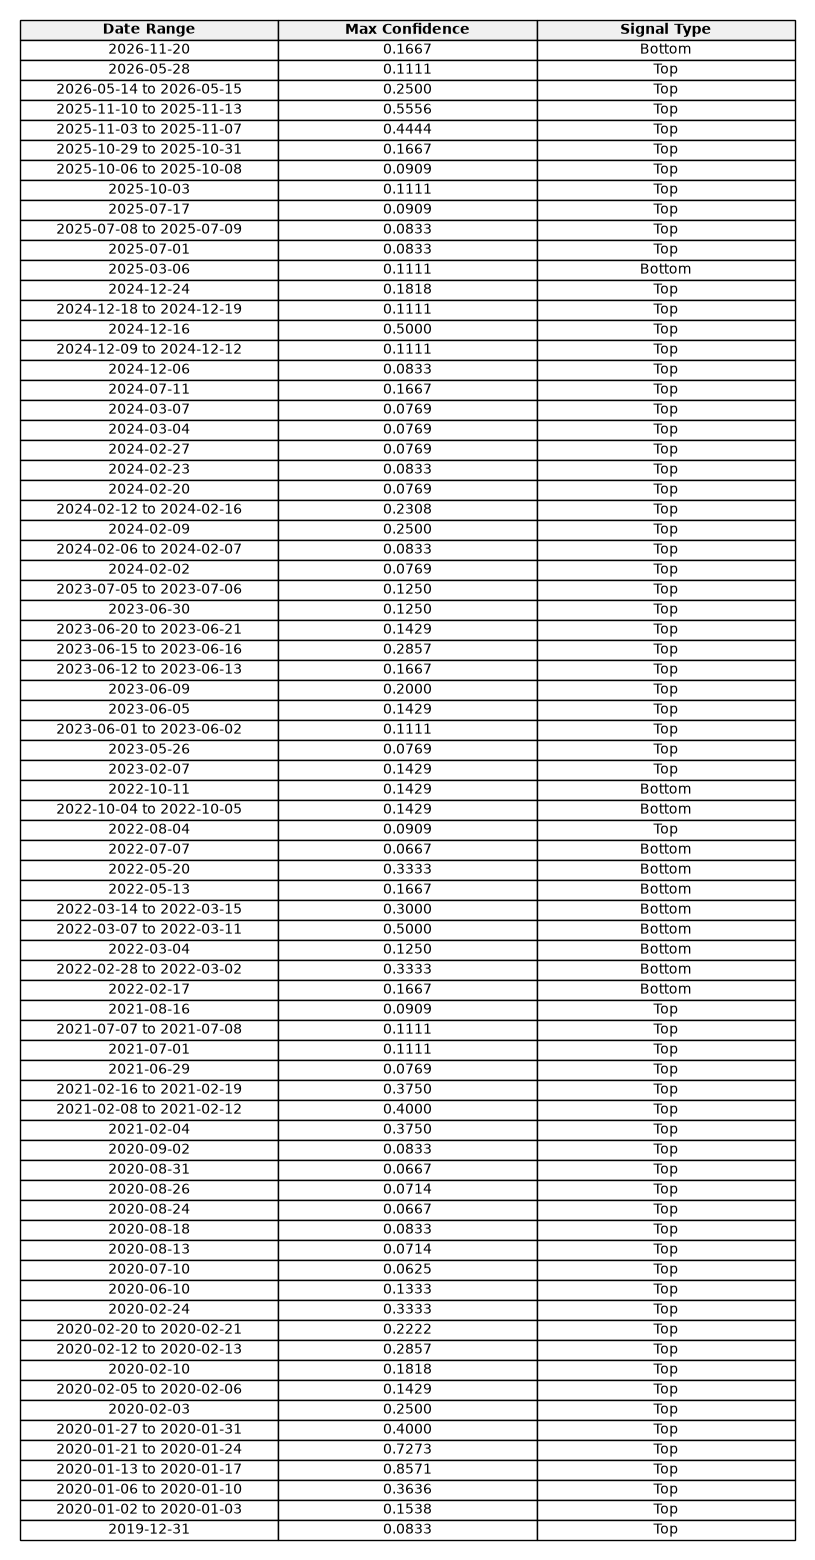 Date Range Max Confidence Signal Type
2026-11-20 0.1667 Bottom
2026-05-28 0.1111 Top
2026-05-14 to 2026-05-15 0.2500 Top
2025-11-10 to 2025-11-13 0.5556 Top
2025-11-03 to 2025-11-07 0.4444 Top
2025-10-29 to 2025-10-31 0.1667 Top
2025-10-06 to 2025-10-08 0.0909 Top
2025-10-03 0.1111 Top
2025-07-17 0.0909 Top
2025-07-08 to 2025-07-09 0.0833 Top
2025-07-01 0.0833 Top
2025-03-06 0.1111 Bottom
2024-12-24 0.1818 Top
2024-12-18 to 2024-12-19 0.1111 Top
2024-12-16 0.5000 Top
2024-12-09 to 2024-12-12 0.1111 Top
2024-12-06 0.0833 Top
2024-07-11 0.1667 Top
2024-03-07 0.0769 Top
2024-03-04 0.0769 Top
2024-02-27 0.0769 Top
2024-02-23 0.0833 Top
2024-02-20 0.0769 Top
2024-02-12 to 2024-02-16 0.2308 Top
2024-02-09 0.2500 Top
2024-02-06 to 2024-02-07 0.0833 Top
2024-02-02 0.0769 Top
2023-07-05 to 2023-07-06 0.1250 Top
2023-06-30 0.1250 Top
2023-06-20 to 2023-06-21 0.1429 Top
2023-06-15 to 2023-06-16 0.2857 Top
2023-06-12 to 2023-06-13 0.1667 Top
2023-06-09 0.2000 Top
2023-06-05 0.1429 Top
2023-06-01 to 2023-06-02 0.1111 Top
2023-05-26 0.0769 Top
2023-02-07 0.1429 Top
2022-10-11 0.1429 Bottom
2022-10-04 to 2022-10-05 0.1429 Bottom
2022-08-04 0.0909 Top
2022-07-07 0.0667 Bottom
2022-05-20 0.3333 Bottom
2022-05-13 0.1667 Bottom
2022-03-14 to 2022-03-15 0.3000 Bottom
2022-03-07 to 2022-03-11 0.5000 Bottom
2022-03-04 0.1250 Bottom
2022-02-28 to 2022-03-02 0.3333 Bottom
2022-02-17 0.1667 Bottom
2021-08-16 0.0909 Top
2021-07-07 to 2021-07-08 0.1111 Top
2021-07-01 0.1111 Top
2021-06-29 0.0769 Top
2021-02-16 to 2021-02-19 0.3750 Top
2021-02-08 to 2021-02-12 0.4000 Top
2021-02-04 0.3750 Top
2020-09-02 0.0833 Top
2020-08-31 0.0667 Top
2020-08-26 0.0714 Top
2020-08-24 0.0667 Top
2020-08-18 0.0833 Top
2020-08-13 0.0714 Top
2020-07-10 0.0625 Top
2020-06-10 0.1333 Top
2020-02-24 0.3333 Top
2020-02-20 to 2020-02-21 0.2222 Top
2020-02-12 to 2020-02-13 0.2857 Top
2020-02-10 0.1818 Top
2020-02-05 to 2020-02-06 0.1429 Top
2020-02-03 0.2500 Top
2020-01-27 to 2020-01-31 0.4000 Top
2020-01-21 to 2020-01-24 0.7273 Top
2020-01-13 to 2020-01-17 0.8571 Top
2020-01-06 to 2020-01-10 0.3636 Top
2020-01-02 to 2020-01-03 0.1538 Top
2019-12-31 0.0833 Top